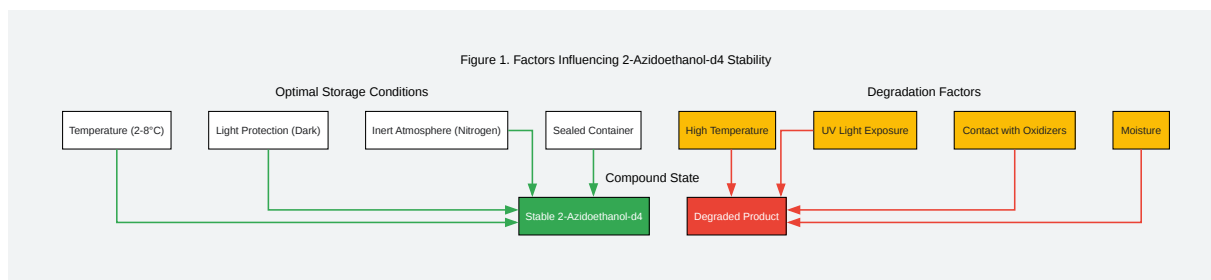 Figure 1. Factors Influencing 2-Azidoethanol-d4 Stability
Optimal Storage Conditions
Degradation Factors
Temperature (2-8°C)
Light Protection (Dark)
Inert Atmosphere (Nitrogen)
Sealed Container
High Temperature
UV Light Exposure
Contact with Oxidizers
Moisture
Compound State
Stable 2-Azidoethanol-d4
Degraded Product